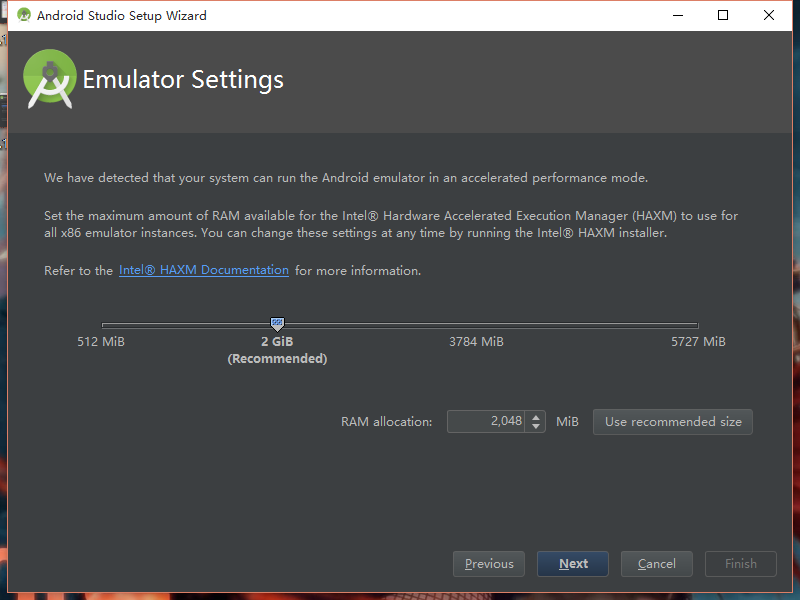 Android Studio Setup Wizard
Emulator Settings
We have detected that your system can run the Android emulator in an accelerated performance mode.
Set the maximum amount of RAM available for the Intel® Hardware Accelerated Execution Manager (HAXM) to use for
all x86 emulator instances. You can change these settings at any time by running the Intel® HAXM installer.
Refer to the Intel® HAXM Documentation for more information.
512 MiB 2 GiB 3784 MiB 5727 MiB
(Recommended)
RAM allocation: 2,048 MiB Use recommended size
Previous Next Cancel Finish